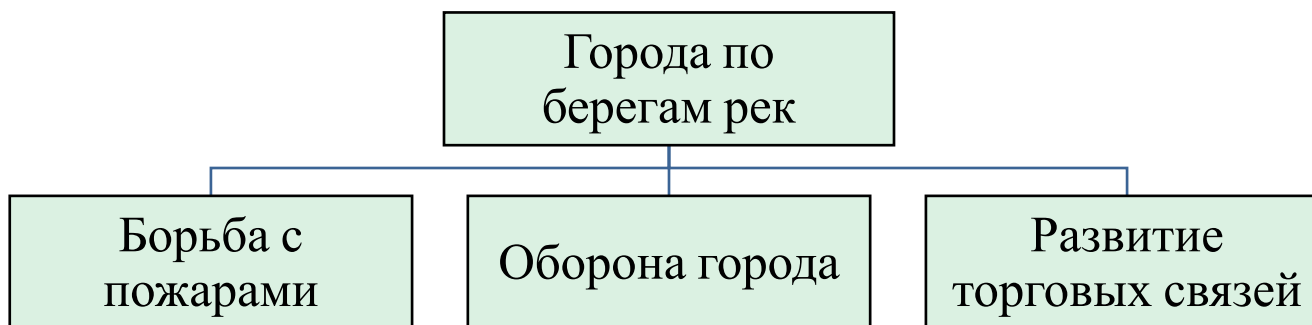 Города по
берегам рек
Борьба с
пожарами
Оборона города
Развитие
торговых связей